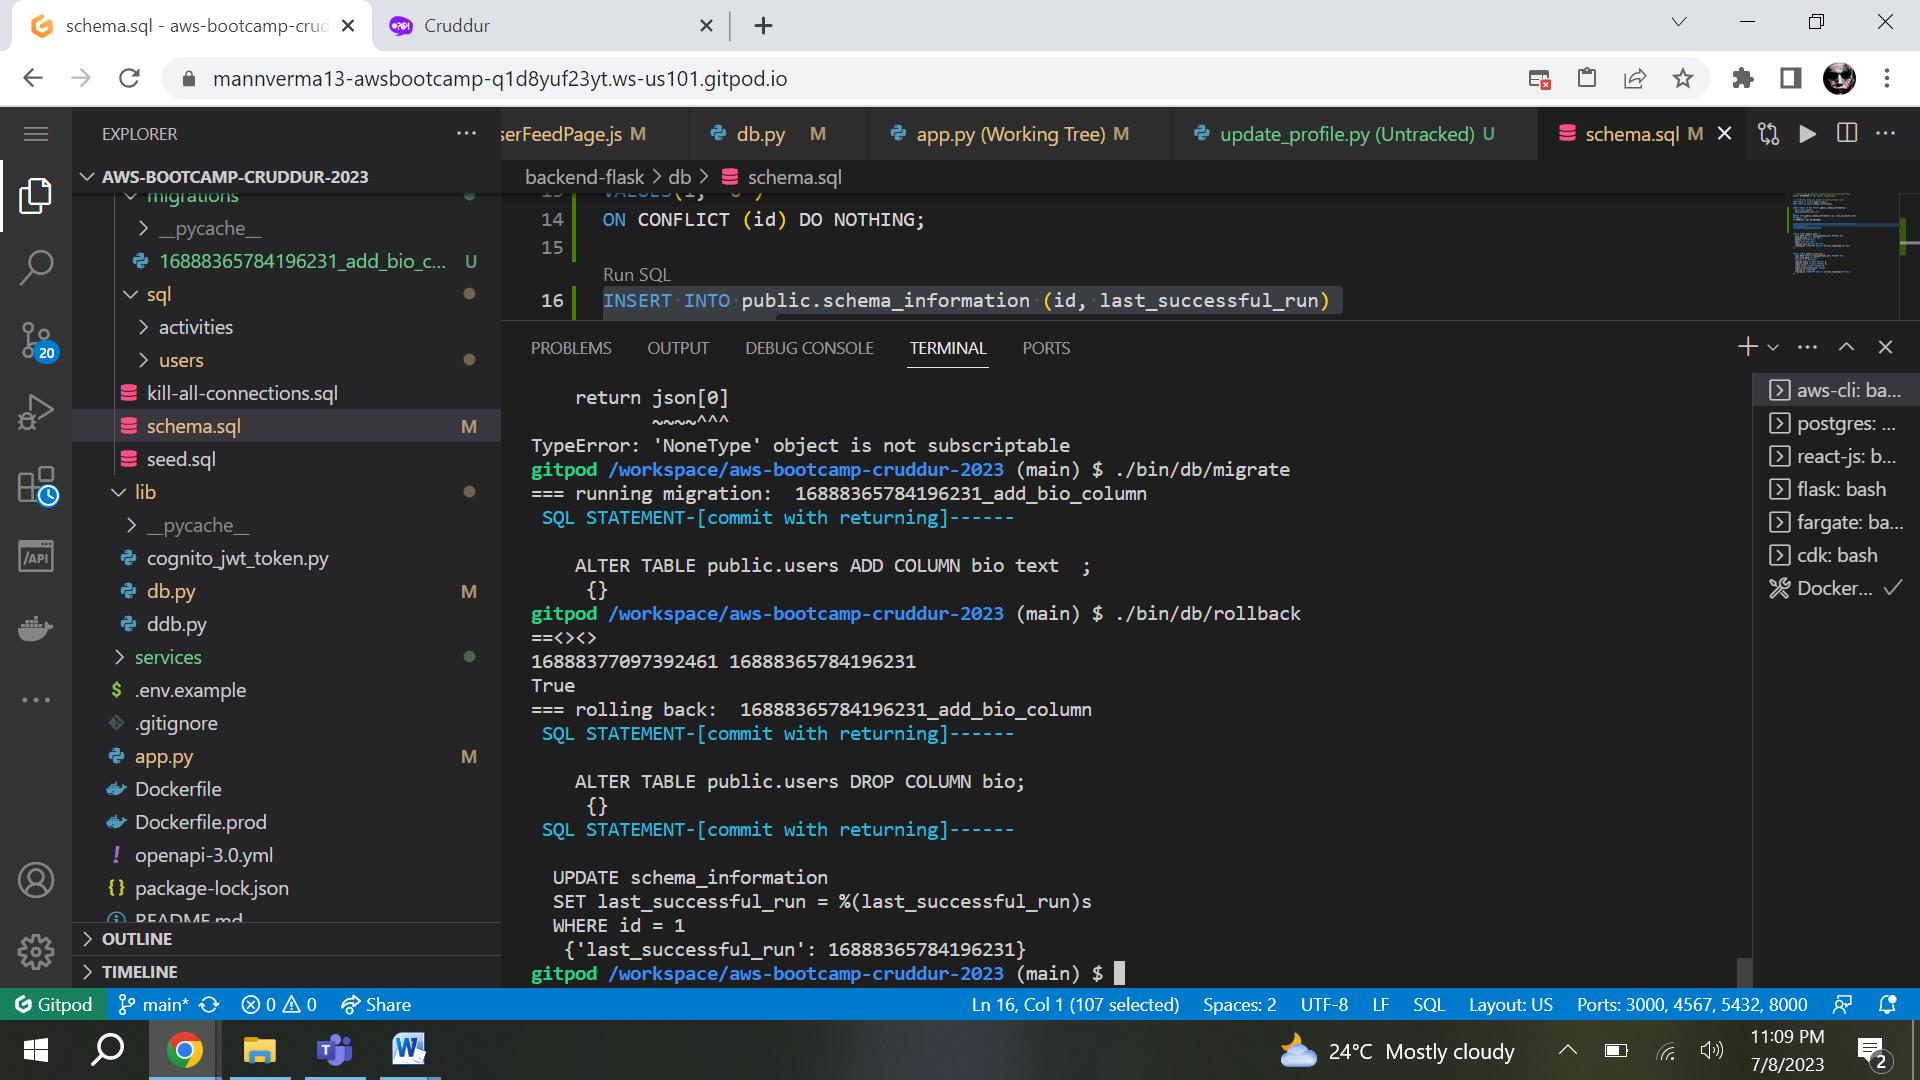 schema.sql - aws-bootcamp-crud
Cruddur
mannverma13-awsbootcamp-q1d8yuf23yt.ws-us101.gitpod.io
EXPLORER
AWS-BOOTCAMP-CRUDDUR-2023
migrations
__pycache__
16888365784196231_add_bio_c... U
sql
activities
users
kill-all-connections.sql
schema.sql M
seed.sql
lib
__pycache__
cognito_jwt_token.py
db.py M
ddb.py
services
.env.example
.gitignore
app.py M
Dockerfile
Dockerfile.prod
openapi-3.0.yml
package-lock.json
README.md
OUTLINE
TIMELINE
20
/API
serFeedPage.js M
db.py M
app.py (Working Tree) M
update_profile.py (Untracked) U
schema.sql M
backend-flask > db > schema.sql
14 ON CONFLICT (id) DO NOTHING;
15
Run SQL
16 INSERT INTO public.schema_information (id, last_successful_run)
PROBLEMS OUTPUT DEBUG CONSOLE TERMINAL PORTS
return json[0]
~~~~^^^
TypeError: 'NoneType' object is not subscriptable
gitpod /workspace/aws-bootcamp-cruddur-2023 (main) $ ./bin/db/migrate
=== running migration:  16888365784196231_add_bio_column
SQL STATEMENT-[commit with returning]------
ALTER TABLE public.users ADD COLUMN bio text  ;
{}
gitpod /workspace/aws-bootcamp-cruddur-2023 (main) $ ./bin/db/rollback
==<><>
16888377097392461 16888365784196231
True
=== rolling back:  16888365784196231_add_bio_column
SQL STATEMENT-[commit with returning]------
ALTER TABLE public.users DROP COLUMN bio;
{}
SQL STATEMENT-[commit with returning]------
UPDATE schema_information
SET last_successful_run = %(last_successful_run)s
WHERE id = 1
{'last_successful_run': 16888365784196231}
gitpod /workspace/aws-bootcamp-cruddur-2023 (main) $
aws-cli: ba...
postgres: ...
react-js: b...
flask: bash
fargate: ba...
cdk: bash
Docker...
Gitpod main* 0 0 Share
Ln 16, Col 1 (107 selected) Spaces: 2 UTF-8 LF SQL Layout: US Ports: 3000, 4567, 5432, 8000
24°C Mostly cloudy
11:09 PM
7/8/2023
2